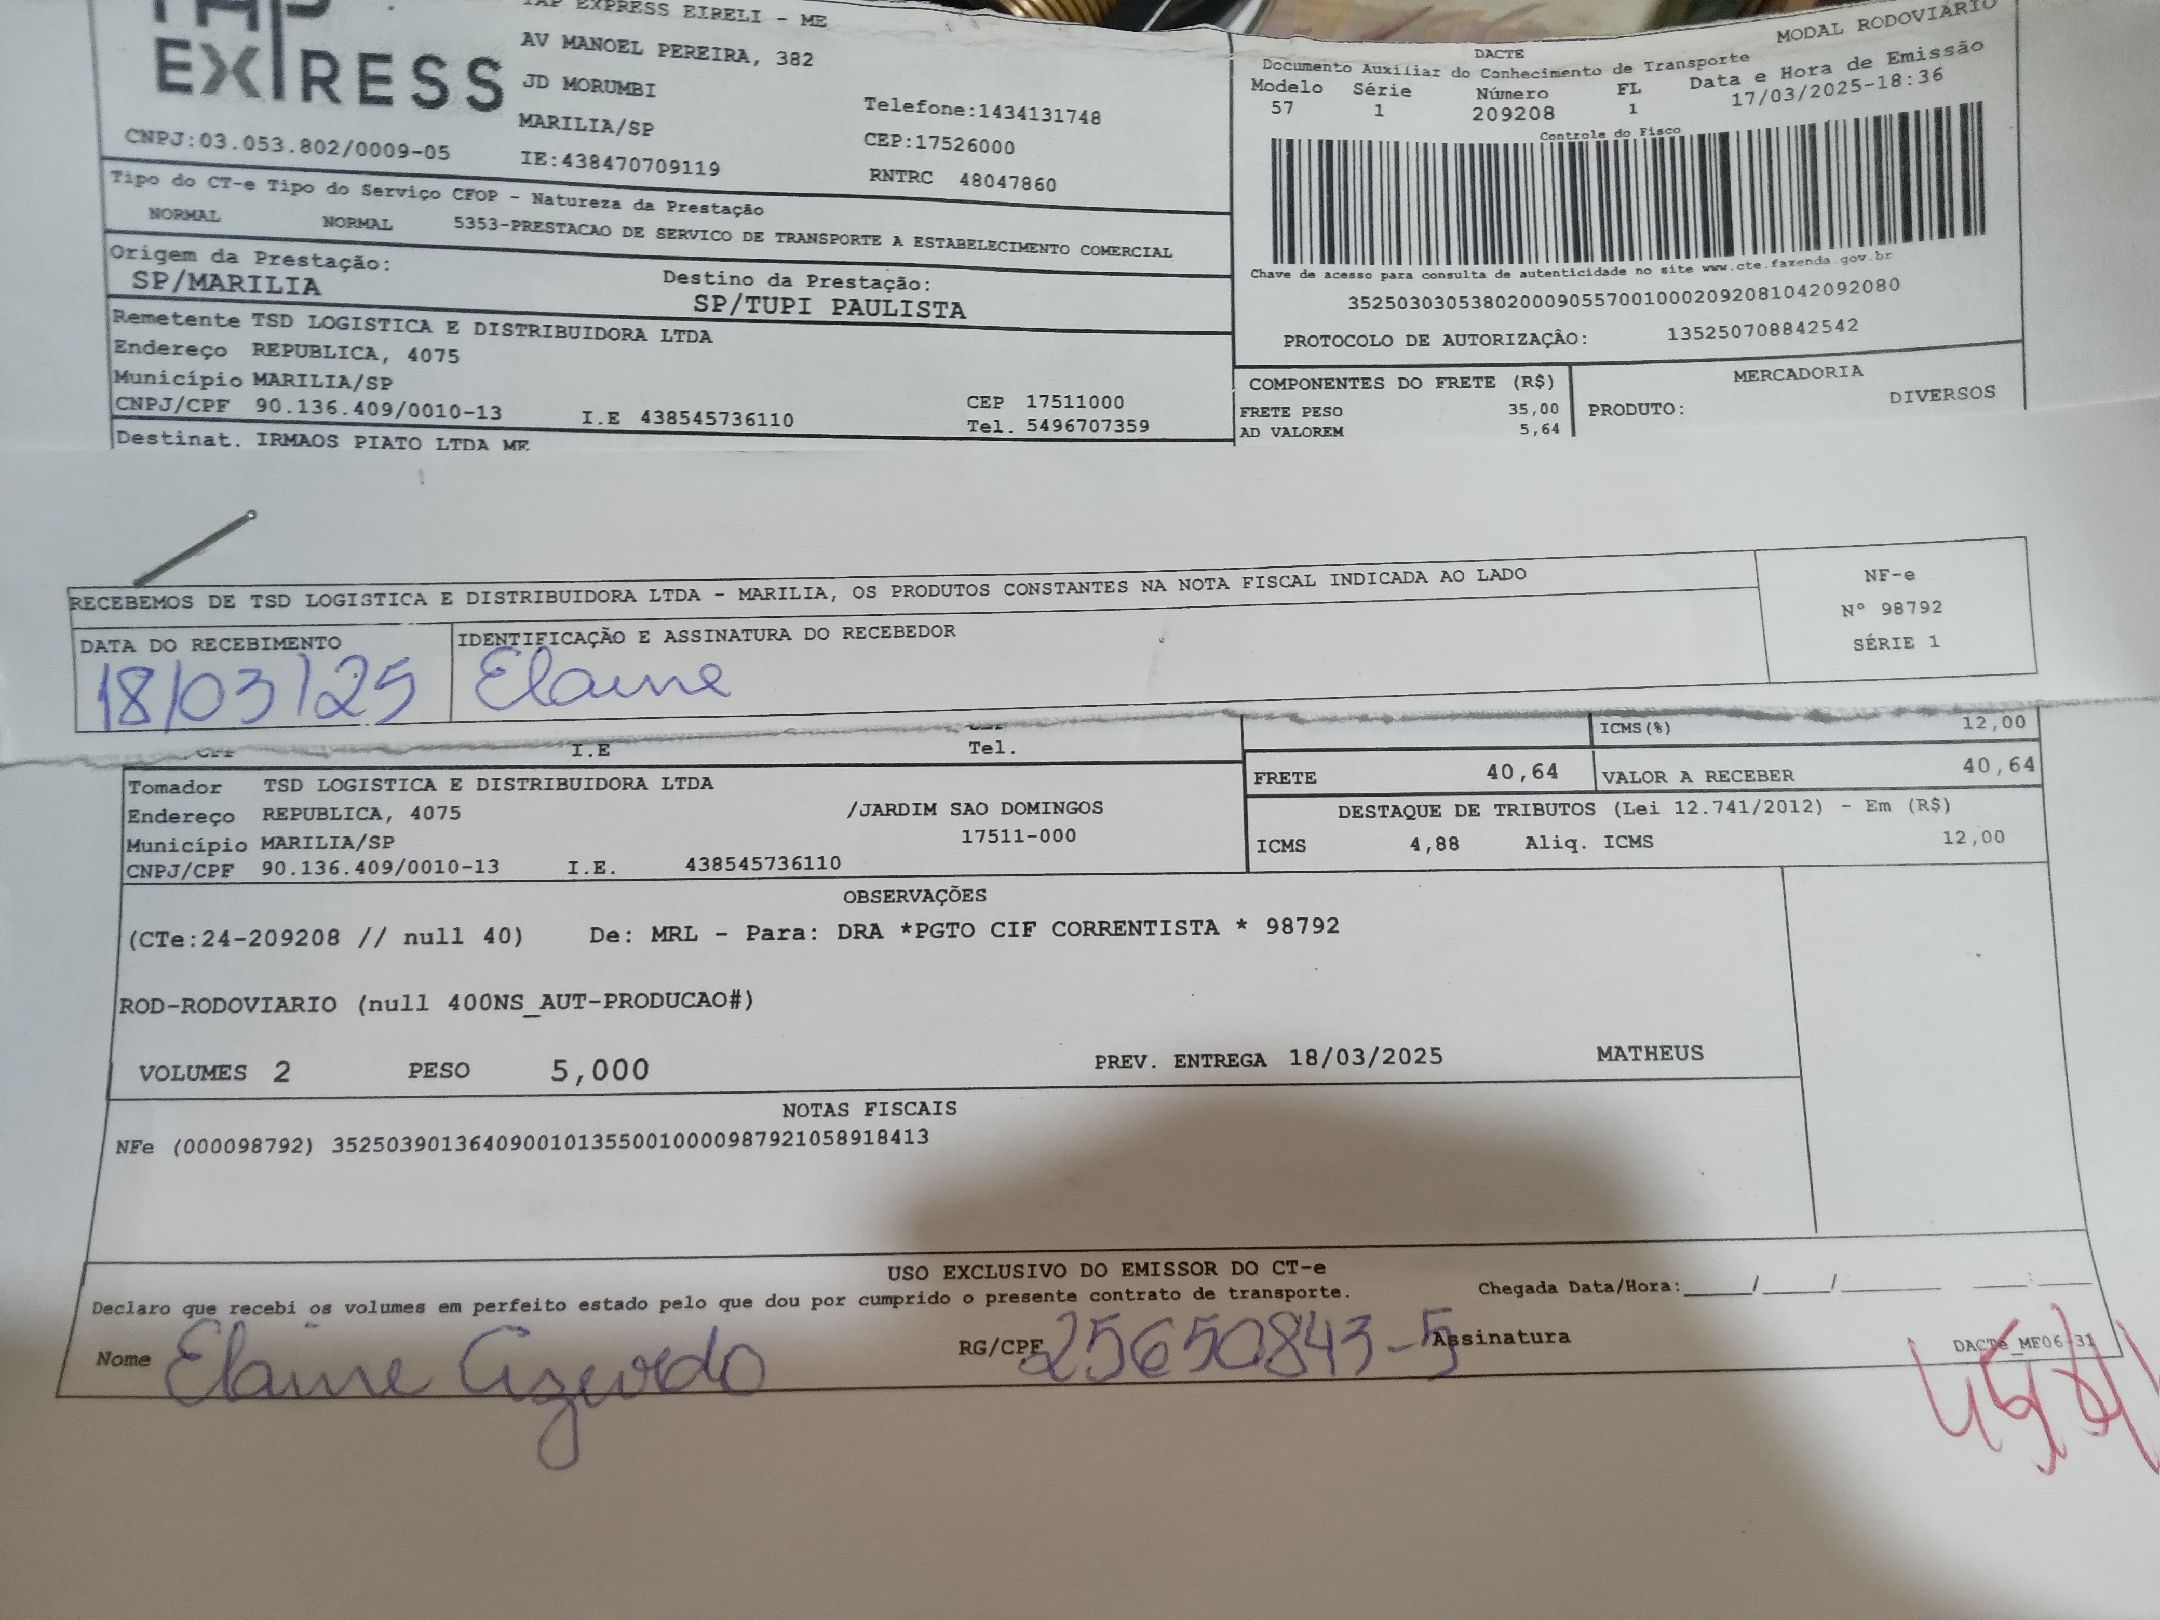 EXPRESS
TAP EXPRESS EIRELI - ME
AV MANOEL PEREIRA, 382
JD MORUMBI
MARILIA/SP
Telefone:1434131748
CEP:17526000
CNPJ:03.053.802/0009-05
IE:438470709119
RNTRC 48047860
DACTE
MODAL RODOVIÁRIO
Documento Auxiliar do Conhecimento de Transporte
Modelo Série Número FL Data e Hora de Emissão
57 1 209208 1 17/03/2025-18:36
Controle do Fisco
Chave de acesso para consulta de autenticidade no site www.cte.fazenda.gov.br
35250303053802000905570010002092081042092080
PROTOCOLO DE AUTORIZAÇÂO: 135250708842542
Tipo do CT-e Tipo do Serviço CFOP - Natureza da Prestação
NORMAL NORMAL 5353-PRESTACAO DE SERVICO DE TRANSPORTE A ESTABELECIMENTO COMERCIAL
Origem da Prestação: Destino da Prestação:
SP/MARILIA SP/TUPI PAULISTA
Remetente TSD LOGISTICA E DISTRIBUIDORA LTDA
Endereço REPUBLICA, 4075
Município MARILIA/SP CEP 17511000
CNPJ/CPF 90.136.409/0010-13 I.E 438545736110 Tel. 5496707359
Destinat. IRMAOS PIATO LTDA ME
COMPONENTES DO FRETE (R$) MERCADORIA
FRETE PESO 35,00 PRODUTO: DIVERSOS
AD VALOREM 5,64
RECEBEMOS DE TSD LOGISTICA E DISTRIBUIDORA LTDA - MARILIA, OS PRODUTOS CONSTANTES NA NOTA FISCAL INDICADA AO LADO
NF-e
Nº 98792
SÉRIE 1
DATA DO RECEBIMENTO IDENTIFICAÇÃO E ASSINATURA DO RECEBEDOR
18/03/25 Elaine
I.E Tel. ICMS(%) 12,00
FRETE 40,64 VALOR A RECEBER 40,64
Tomador TSD LOGISTICA E DISTRIBUIDORA LTDA
Endereço REPUBLICA, 4075 /JARDIM SAO DOMINGOS
Município MARILIA/SP 17511-000
CNPJ/CPF 90.136.409/0010-13 I.E. 438545736110
DESTAQUE DE TRIBUTOS (Lei 12.741/2012) - Em (R$)
ICMS 4,88 Aliq. ICMS 12,00
OBSERVAÇÕES
(CTe:24-209208 // null 40) De: MRL - Para: DRA *PGTO CIF CORRENTISTA * 98792
ROD-RODOVIARIO (null 400NS_AUT-PRODUCAO#)
VOLUMES 2 PESO 5,000 PREV. ENTREGA 18/03/2025 MATHEUS
NOTAS FISCAIS
NFe (000098792) 35250390136409001013550010000987921058918413
USO EXCLUSIVO DO EMISSOR DO CT-e
Declaro que recebi os volumes em perfeito estado pelo que dou por cumprido o presente contrato de transporte. Chegada Data/Hora:____/____/______ ___:___
Nome Elaine Azevedo RG/CPF 25650843-5 Assinatura DACTe_ME06-31